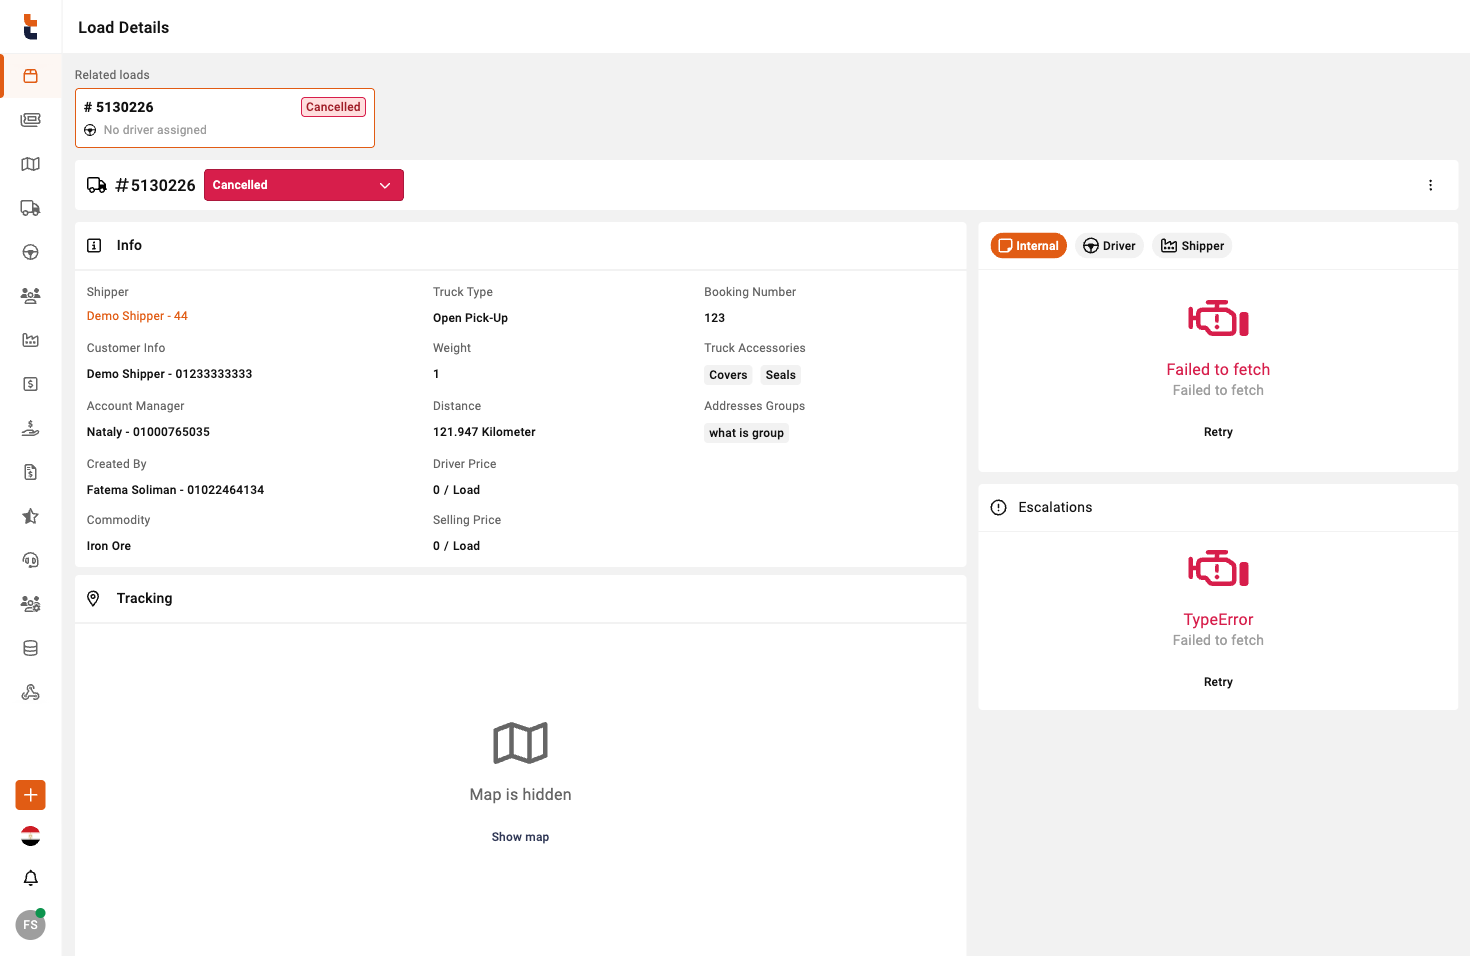 Load Details
Related loads
# 5130226
Cancelled
No driver assigned
#5130226
Cancelled
Info
Shipper
Demo Shipper - 44
Customer Info
Demo Shipper - 01233333333
Account Manager
Nataly - 01000765035
Created By
Fatema Soliman - 01022464134
Commodity
Iron Ore
Truck Type
Open Pick-Up
Weight
1
Distance
121.947 Kilometer
Driver Price
0 / Load
Selling Price
0 / Load
Booking Number
123
Truck Accessories
Covers Seals
Addresses Groups
what is group
Tracking
Map is hidden
Show map
Internal Driver Shipper
Failed to fetch
Failed to fetch
Retry
Escalations
TypeError
Failed to fetch
Retry
FS